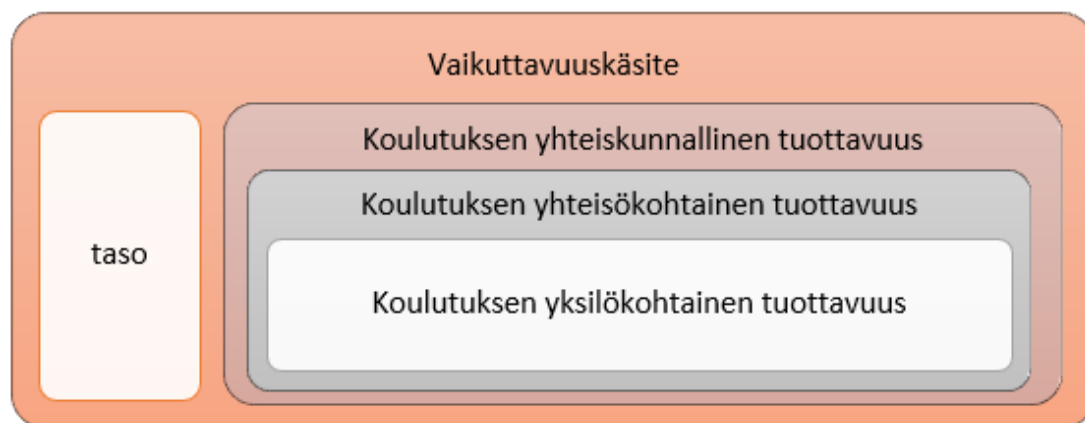 Vaikuttavuuskäsite
Koulutuksen yhteiskunnallinen tuottavuus
Koulutuksen yhteisökohtainen tuottavuus
taso
Koulutuksen yksilökohtainen tuottavuus